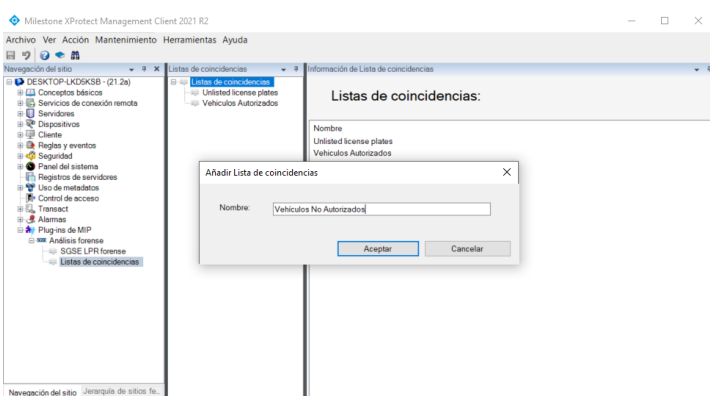 Milestone XProtect Management Client 2021 R2
Archivo Ver Acción Mantenimiento Herramientas Ayuda
Navegación del sitio
DESKTOP-LKD5KSB - (21.2a)
Conceptos básicos
Servicios de conexión remota
Servidores
Dispositivos
Cliente
Reglas y eventos
Seguridad
Panel del sistema
Registros de servidores
Uso de metadatos
Control de acceso
Transact
Alarmas
Plug-ins de MIP
Análisis forense
SGSE LPR forense
Listas de coincidencias
Navegación del sitio Jerarquía de sitios fe...
Listas de coincidencias
Listas de coincidencias
Unlisted license plates
Vehiculos Autorizados
Información de Lista de coincidencias
Listas de coincidencias:
Nombre
Unlisted license plates
Vehiculos Autorizados
Añadir Lista de coincidencias
Nombre: Vehículos No Autorizados
Aceptar Cancelar